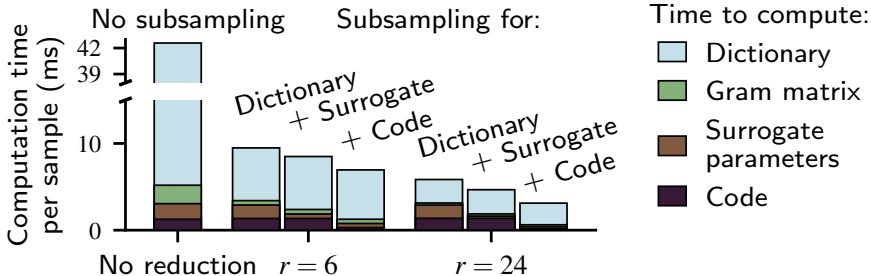 No subsampling Subsampling for:
Time to compute:
Dictionary
Gram matrix
Surrogate
parameters
Code
Computation time
per sample (ms)
42
39
10
0
Dictionary
+ Surrogate
+ Code
Dictionary
+ Surrogate
+ Code
No reduction r = 6 r = 24